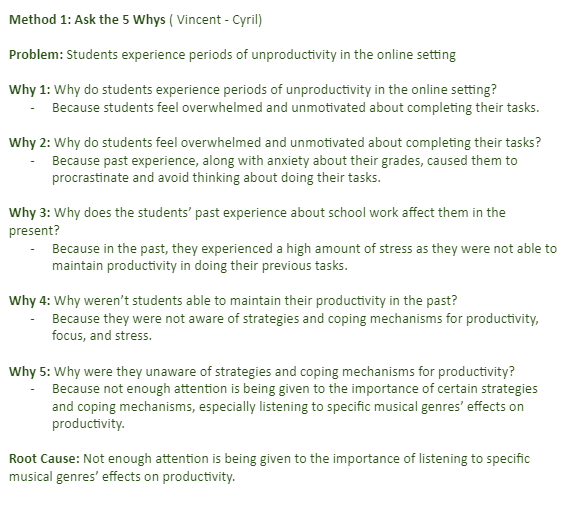 Method 1: Ask the 5 Whys ( Vincent - Cyril)
Problem: Students experience periods of unproductivity in the online setting
Why 1: Why do students experience periods of unproductivity in the online setting?
- Because students feel overwhelmed and unmotivated about completing their tasks.
Why 2: Why do students feel overwhelmed and unmotivated about completing their tasks?
- Because past experience, along with anxiety about their grades, caused them to
procrastinate and avoid thinking about doing their tasks.
Why 3: Why does the students’ past experience about school work affect them in the
present?
- Because in the past, they experienced a high amount of stress as they were not able to
maintain productivity in doing their previous tasks.
Why 4: Why weren’t students able to maintain their productivity in the past?
- Because they were not aware of strategies and coping mechanisms for productivity,
focus, and stress.
Why 5: Why were they unaware of strategies and coping mechanisms for productivity?
- Because not enough attention is being given to the importance of certain strategies
and coping mechanisms, especially listening to specific musical genres’ effects on
productivity.
Root Cause: Not enough attention is being given to the importance of listening to specific
musical genres’ effects on productivity.